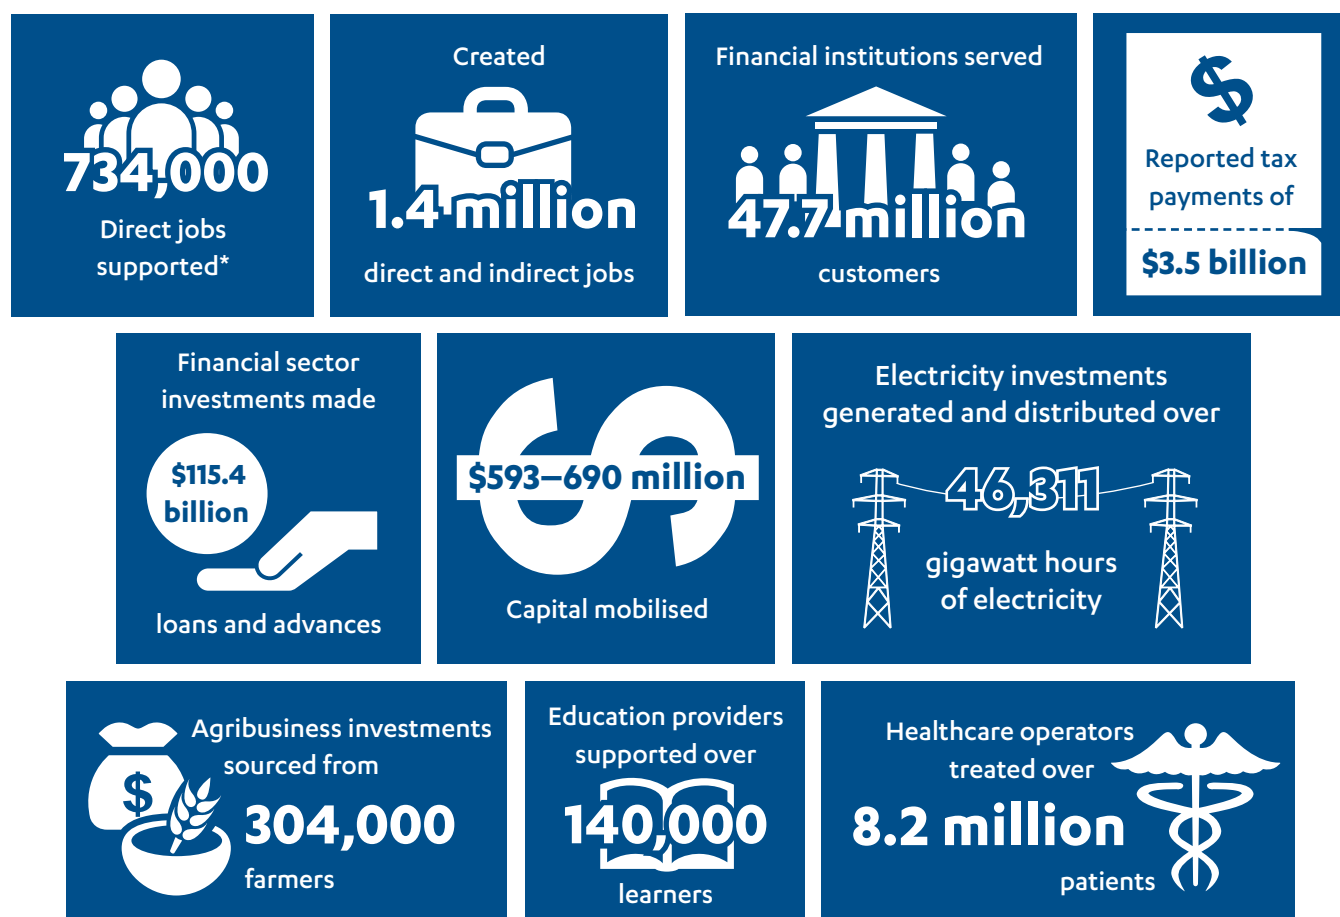 734,000
Direct jobs
supported*
Created
1.4 million
direct and indirect jobs
Financial institutions served
47.7 million
customers
$
Reported tax
payments of
$3.5 billion
Financial sector
investments made
$115.4
billion
loans and advances
$593–690 million
Capital mobilised
Electricity investments
generated and distributed over
46,311
gigawatt hours
of electricity
$
Agribusiness investments
sourced from
304,000
farmers
Education providers
supported over
140,000
learners
Healthcare operators
treated over
8.2 million
patients